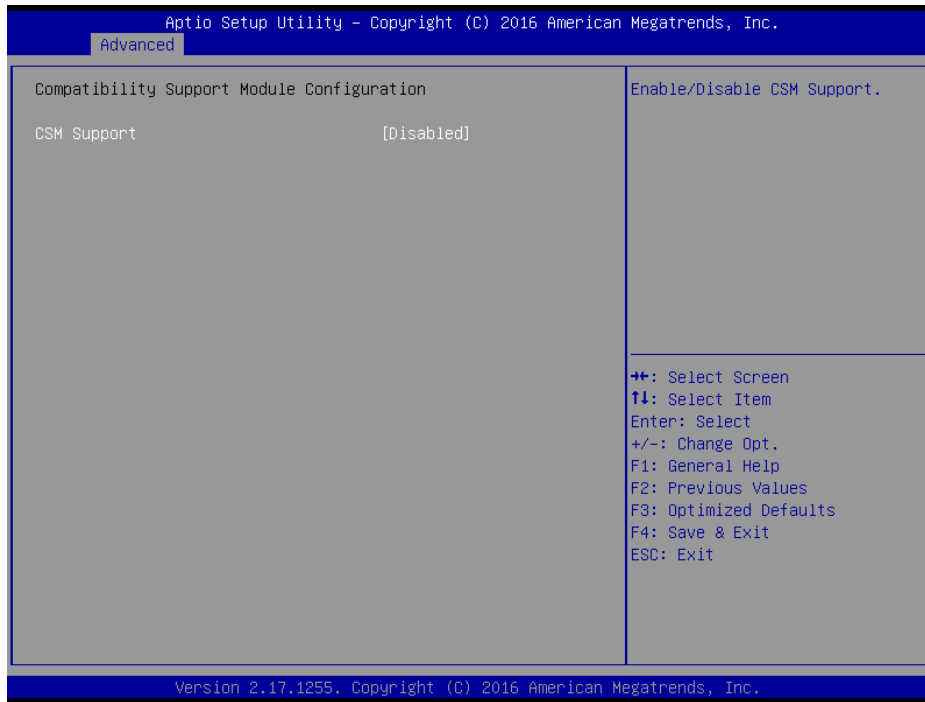 Aptio Setup Utility – Copyright (C) 2016 American Megatrends, Inc.
Advanced
Compatibility Support Module Configuration
CSM Support [Disabled]
Enable/Disable CSM Support.
→←: Select Screen
↑↓: Select Item
Enter: Select
+/-: Change Opt.
F1: General Help
F2: Previous Values
F3: Optimized Defaults
F4: Save & Exit
ESC: Exit
Version 2.17.1255. Copyright (C) 2016 American Megatrends, Inc.